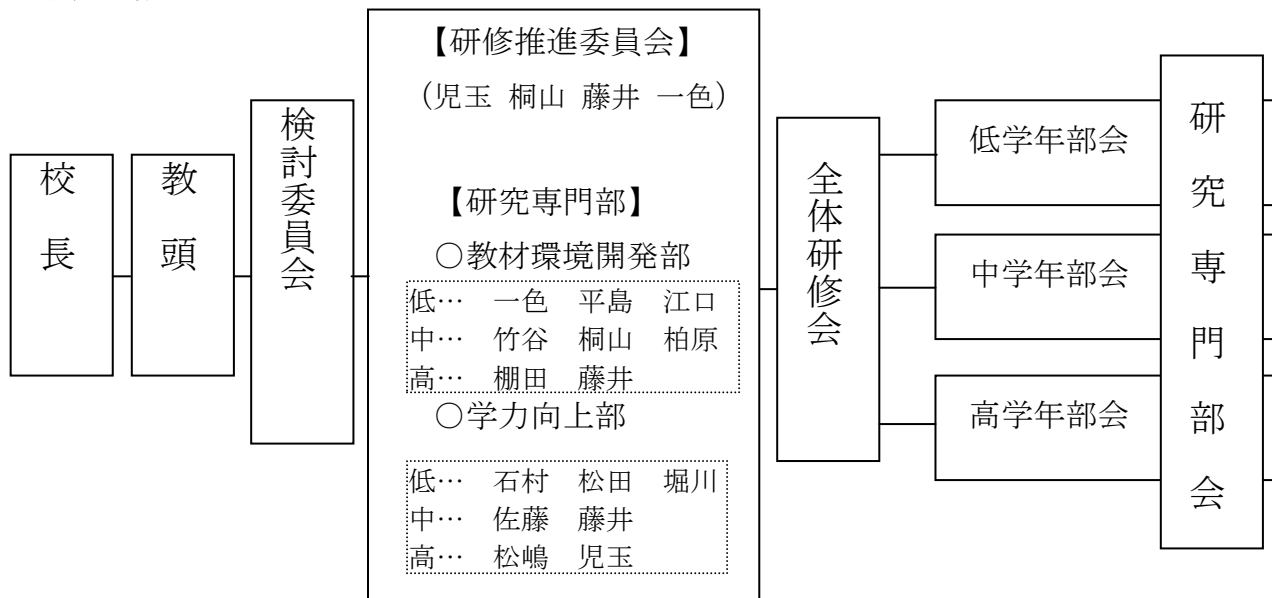 校長
教頭
検討委員会
【研修推進委員会】
（児玉 桐山 藤井 一色）
【研究専門部】
○教材環境開発部
低… 一色 平島 江口
中… 竹谷 桐山 柏原
高… 棚田 藤井
○学力向上部
低… 石村 松田 堀川
中… 佐藤 藤井
高… 松嶋 児玉
全体研修会
低学年部会
中学年部会
高学年部会
研究専門部会